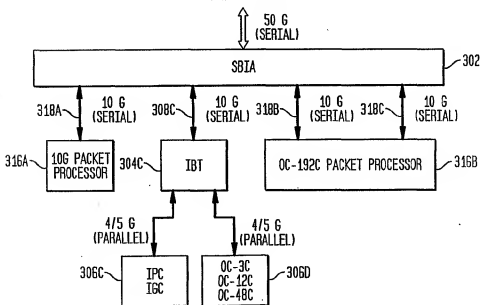 50 G
(SERIAL)
SBIA
302
318A
10 G
(SERIAL)
308C
10 G
(SERIAL)
318B
10 G
(SERIAL)
318C
10 G
(SERIAL)
316A
10G PACKET
PROCESSOR
304C
IBT
OC-192C PACKET PROCESSOR
316B
4/5 G
(PARALLEL)
4/5 G
(PARALLEL)
306C
IPC
IGC
OC-3C
OC-12C
OC-48C
306D